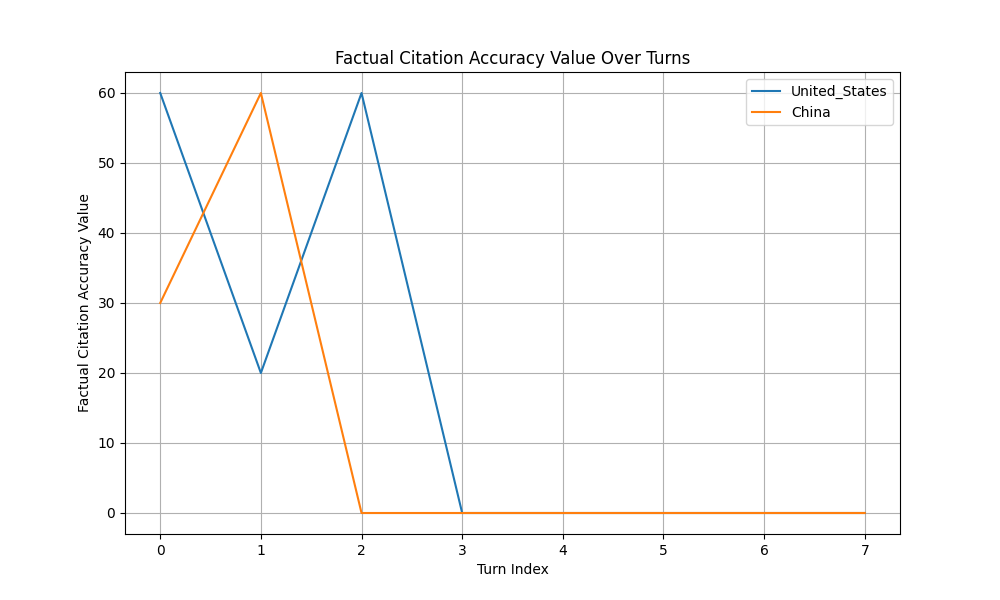 Factual Citation Accuracy Value Over Turns
United_States
China
60
50
40
30
20
10
0
Factual Citation Accuracy Value
0 1 2 3 4 5 6 7
Turn Index